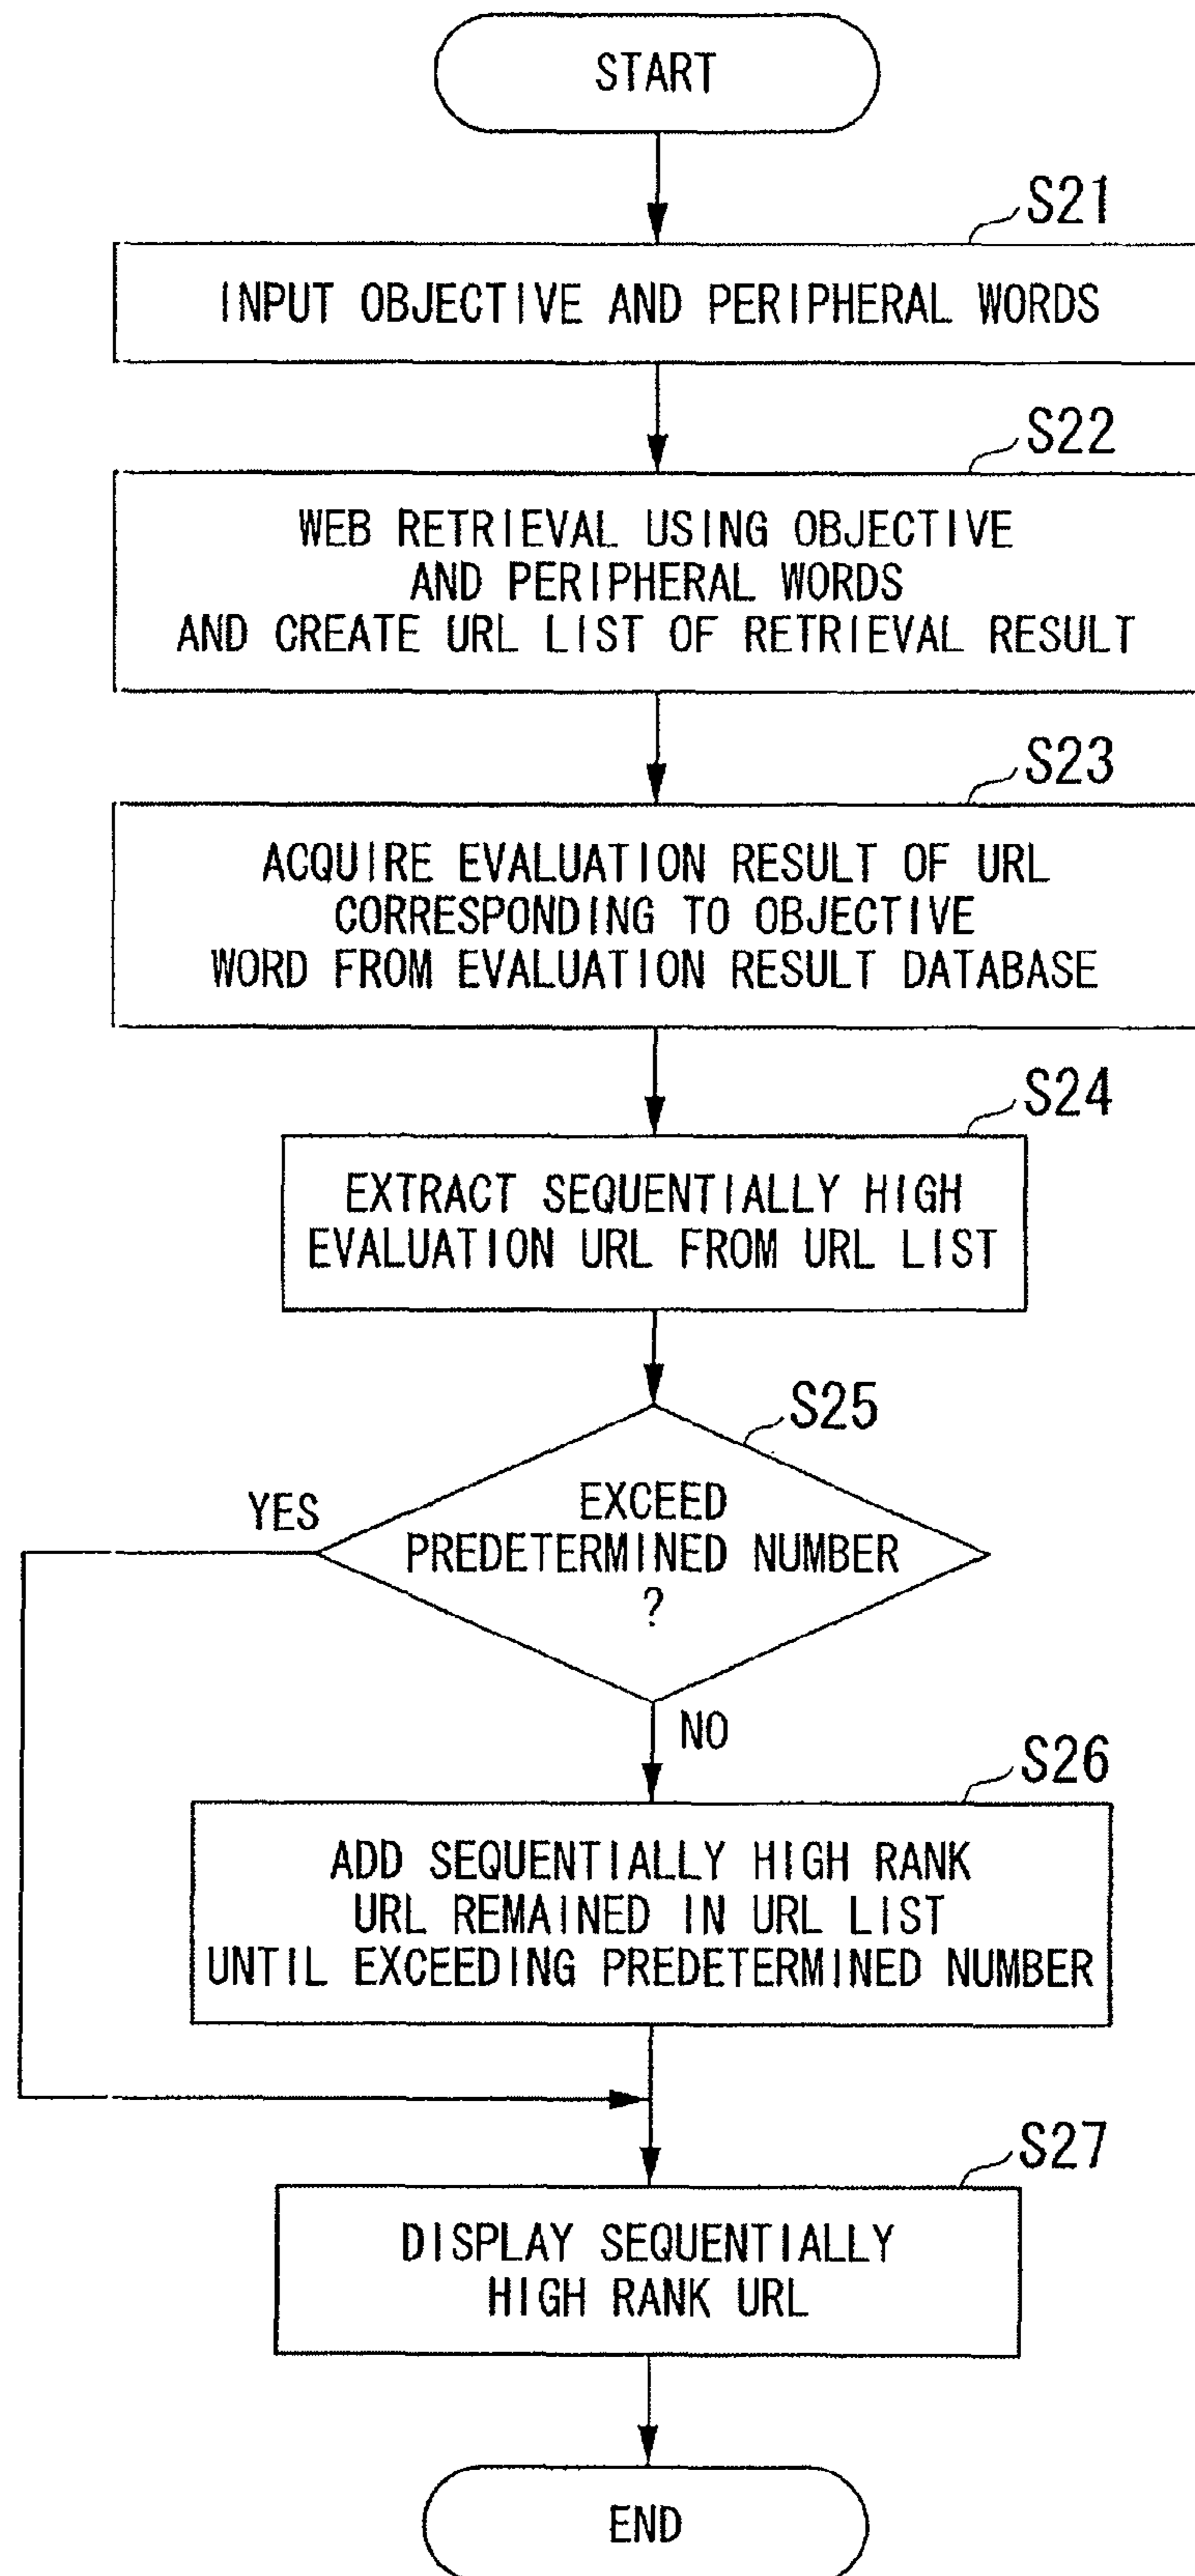 START
S21
INPUT OBJECTIVE AND PERIPHERAL WORDS
S22
WEB RETRIEVAL USING OBJECTIVE
AND PERIPHERAL WORDS
AND CREATE URL LIST OF RETRIEVAL RESULT
S23
ACQUIRE EVALUATION RESULT OF URL
CORRESPONDING TO OBJECTIVE
WORD FROM EVALUATION RESULT DATABASE
S24
EXTRACT SEQUENTIALLY HIGH
EVALUATION URL FROM URL LIST
S25
YES
EXCEED
PREDETERMINED NUMBER
?
NO
S26
ADD SEQUENTIALLY HIGH RANK
URL REMAINED IN URL LIST
UNTIL EXCEEDING PREDETERMINED NUMBER
S27
DISPLAY SEQUENTIALLY
HIGH RANK URL
END